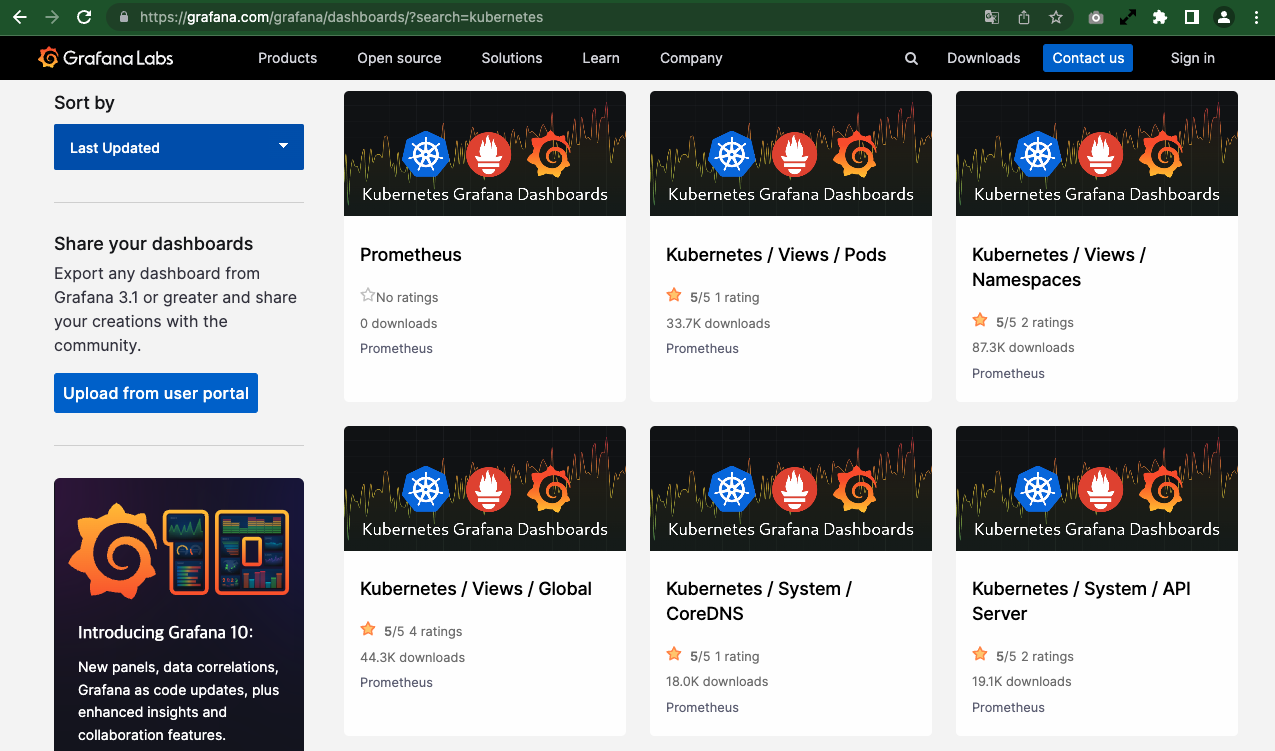 https://grafana.com/grafana/dashboards/?search=kubernetes
Grafana Labs
Products
Open source
Solutions
Learn
Company
Downloads
Contact us
Sign in
Sort by
Last Updated
Share your dashboards
Export any dashboard from
Grafana 3.1 or greater and share
your creations with the
community.
Upload from user portal
Introducing Grafana 10:
New panels, data correlations,
Grafana as code updates, plus
enhanced insights and
collaboration features.
Kubernetes Grafana Dashboards
Prometheus
No ratings
0 downloads
Prometheus
Kubernetes Grafana Dashboards
Kubernetes / Views / Pods
5/5 1 rating
33.7K downloads
Prometheus
Kubernetes Grafana Dashboards
Kubernetes / Views /
Namespaces
5/5 2 ratings
87.3K downloads
Prometheus
Kubernetes Grafana Dashboards
Kubernetes / Views / Global
5/5 4 ratings
44.3K downloads
Prometheus
Kubernetes Grafana Dashboards
Kubernetes / System /
CoreDNS
5/5 1 rating
18.0K downloads
Prometheus
Kubernetes Grafana Dashboards
Kubernetes / System / API
Server
5/5 2 ratings
19.1K downloads
Prometheus